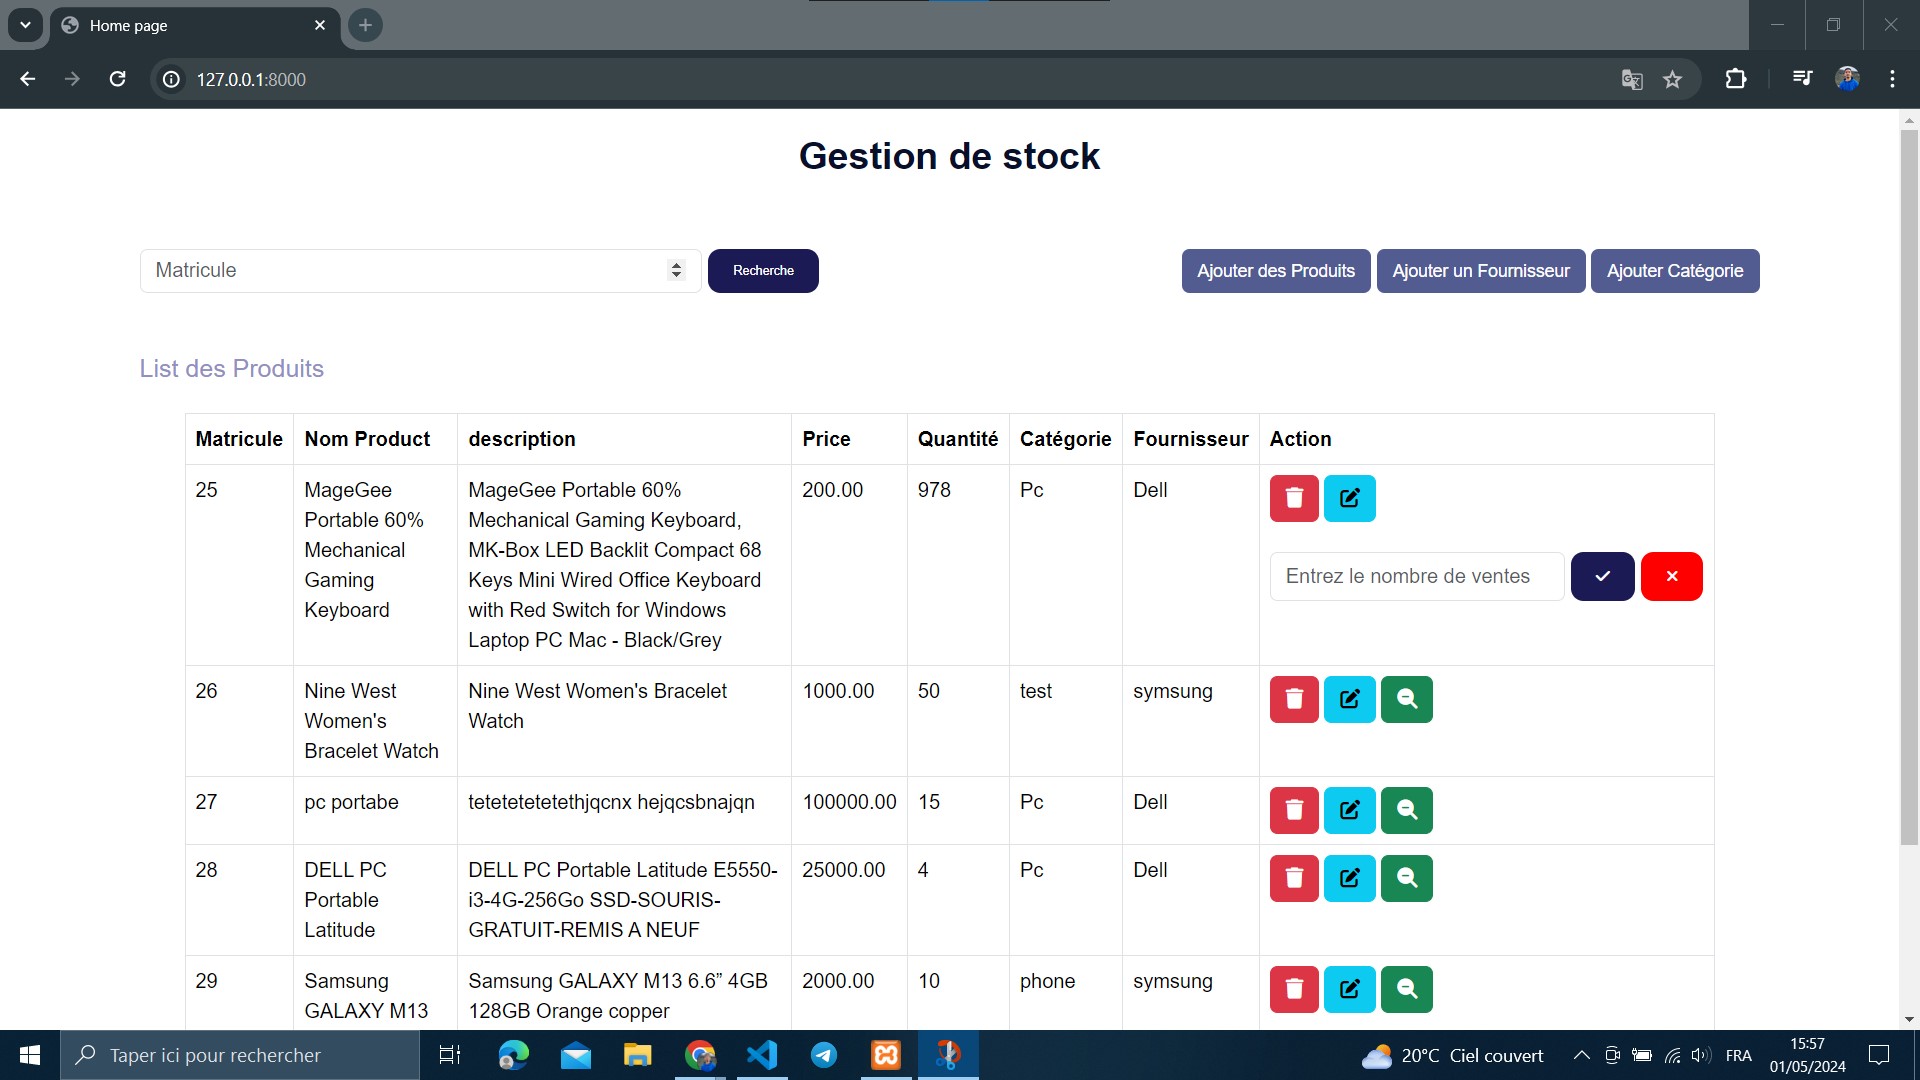 Home page
127.0.0.1:8000
Gestion de stock
Matricule
Recherche
Ajouter des Produits
Ajouter un Fournisseur
Ajouter Catégorie
List des Produits
Matricule Nom Product description Price Quantité Catégorie Fournisseur Action
25 MageGee MageGee Portable 60% 200.00 978 Pc Dell
Portable 60% Mechanical Gaming Keyboard,
Mechanical MK-Box LED Backlit Compact 68
Gaming Keys Mini Wired Office Keyboard
Keyboard with Red Switch for Windows
Laptop PC Mac - Black/Grey
Entrez le nombre de ventes
26 Nine West Nine West Women's Bracelet 1000.00 50 test symsung
Women's Watch
Bracelet Watch
27 pc portabe tetetetetetethjqcnx hejqcsbnajqn 100000.00 15 Pc Dell
28 DELL PC DELL PC Portable Latitude E5550- 25000.00 4 Pc Dell
Portable i3-4G-256Go SSD-SOURIS-
Latitude GRATUIT-REMIS A NEUF
29 Samsung Samsung GALAXY M13 6.6” 4GB 2000.00 10 phone symsung
GALAXY M13 128GB Orange copper
Taper ici pour rechercher
20°C Ciel couvert
FRA
15:57
01/05/2024